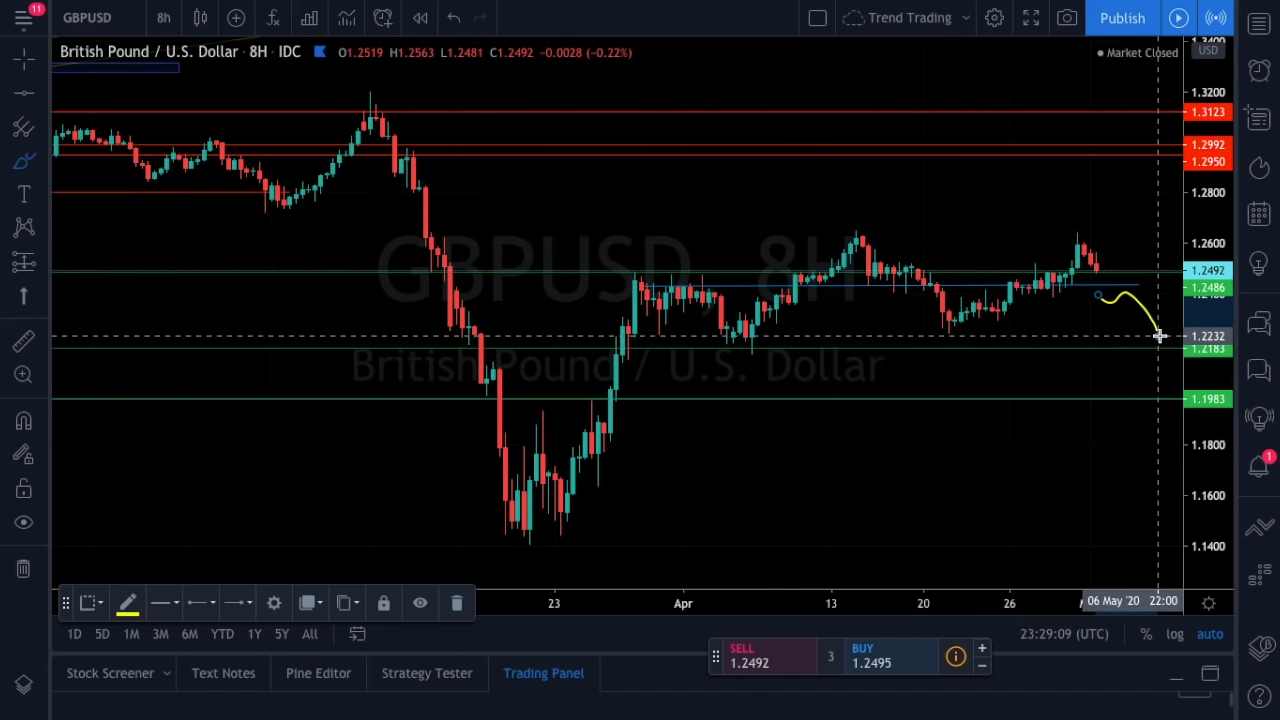 11
GBPUSD
8h
Trend Trading
Publish
British Pound / U.S. Dollar · 8H · IDC
O1.2519 H1.2563 L1.2481 C1.2492 −0.0028 (−0.22%)
Market Closed
USD
1.3400
1.3200
1.3123
1.2992
1.2950
1.2800
1.2600
1.2492
1.2486
1.2400
1.2232
1.2183
1.1983
1.1800
1.1600
1.1400
GBPUSD, 8H
British Pound / U.S. Dollar
1
23
Apr
13
20
26
06 May '20 22:00
1D 5D 1M 3M 6M YTD 1Y 5Y All
23:29:09 (UTC)
% log auto
SELL
1.2492
3
BUY
1.2495
Stock Screener
Text Notes
Pine Editor
Strategy Tester
Trading Panel